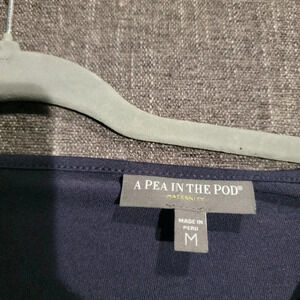 A PEA IN THE POD®
MATERNITY
MADE IN
PERU
M